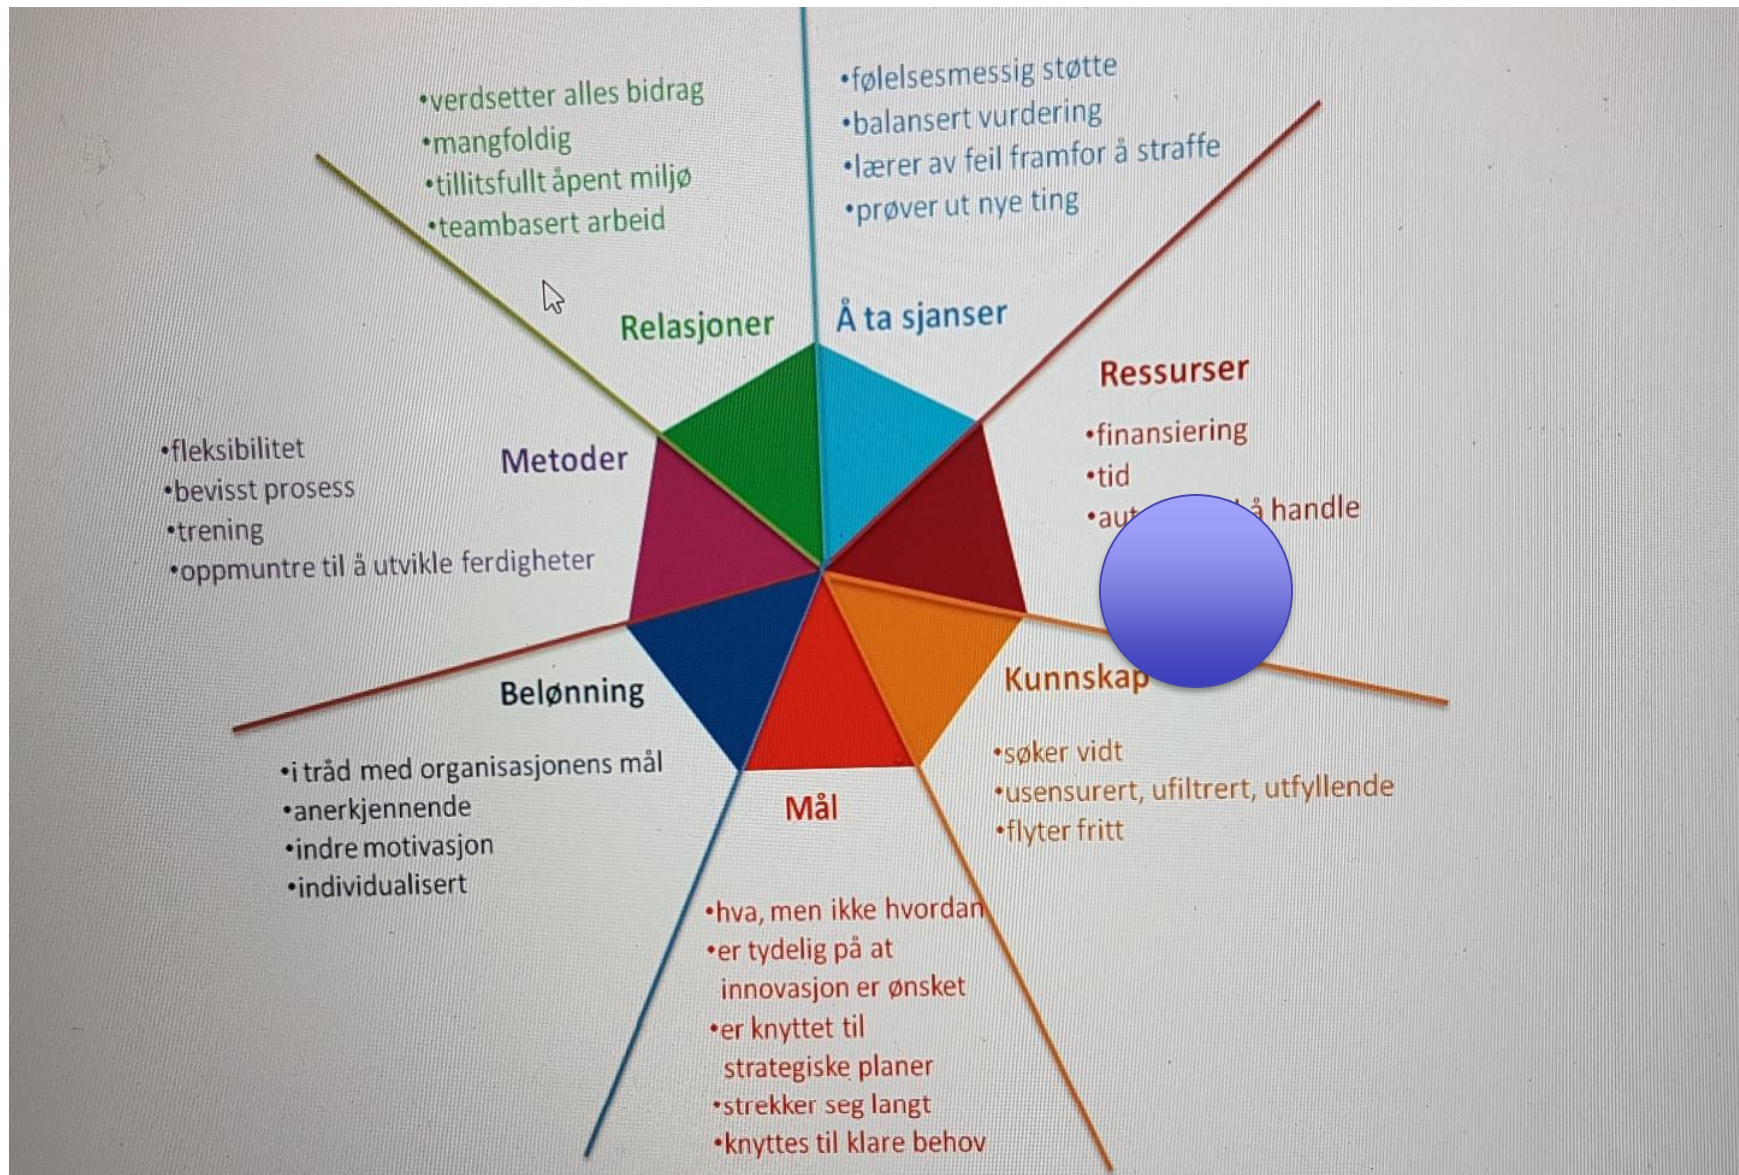 •verdsetter alles bidrag
•mangfoldig
•tillitsfullt åpent miljø
•teambasert arbeid
Relasjoner
•følelsesmessig støtte
•balansert vurdering
•lærer av feil framfor å straffe
•prøver ut nye ting
Å ta sjanser
Ressurser
•finansiering
•tid
å handle
Kunnskap
•søker vidt
•usensurert, ufiltrert, utfyllende
•flyter fritt
Mål
•hva, men ikke hvordan
•er tydelig på at
innovasjon er ønsket
•er knyttet til
strategiske planer
•strekker seg langt
•knyttes til klare behov
Belønning
•i tråd med organisasjonens mål
•anerkjennende
•indre motivasjon
•individualisert
Metoder
•fleksibilitet
•bevisst prosess
•trening
•oppmuntre til å utvikle ferdigheter